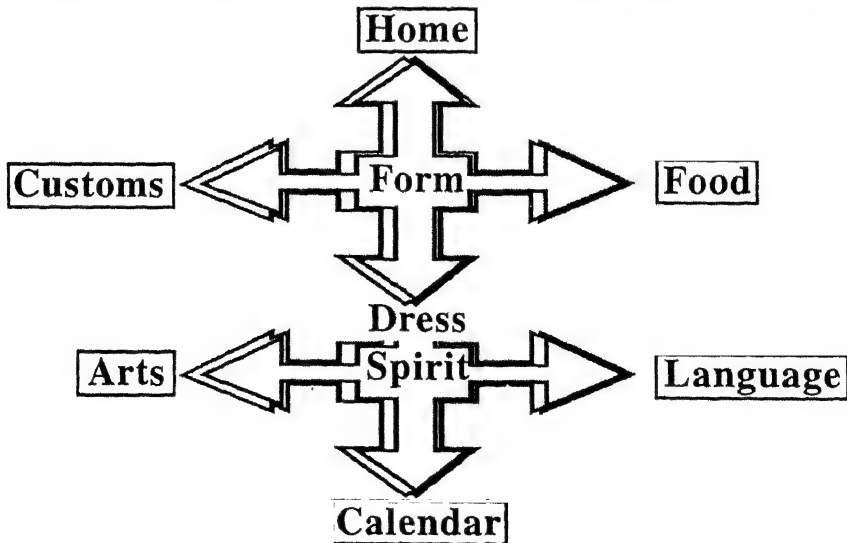 Home
Customs
Form
Food
Dress
Arts
Spirit
Language
Calendar